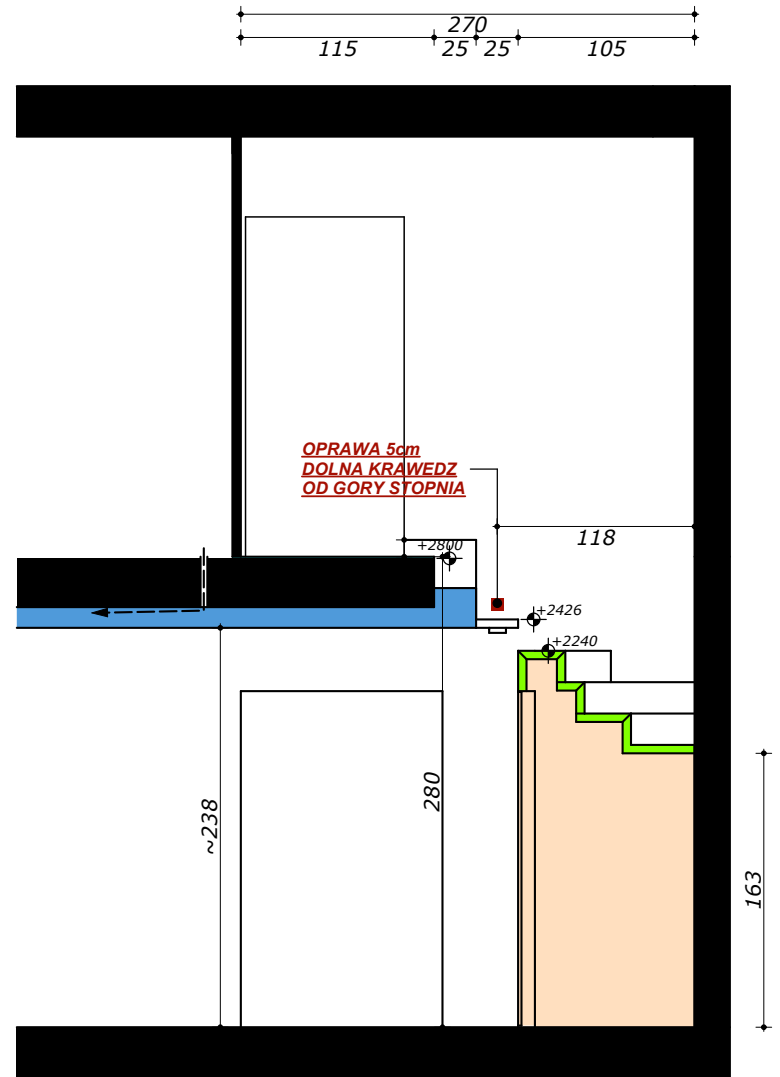 270
115 25 25 105
OPRAWA 5cm
DOLNA KRAWEDZ
OD GORY STOPNIA
118
+2800
+2426
+2240
~238
280
163